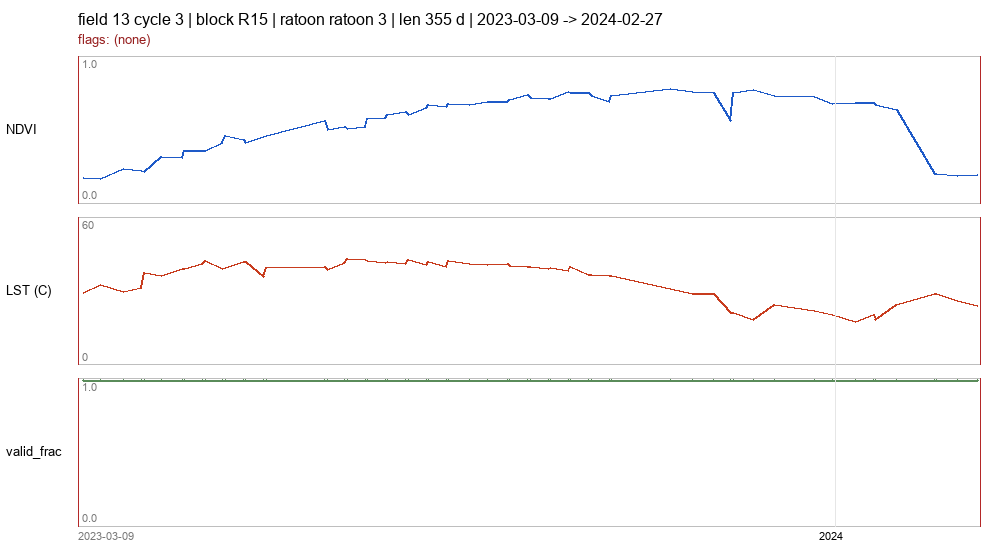 field 13 cycle 3 | block R15 | ratoon ratoon 3 | len 355 d | 2023-03-09 -> 2024-02-27
flags: (none)
1.0
NDVI
0.0
60
LST (C)
0
1.0
valid_frac
0.0
2023-03-09
2024